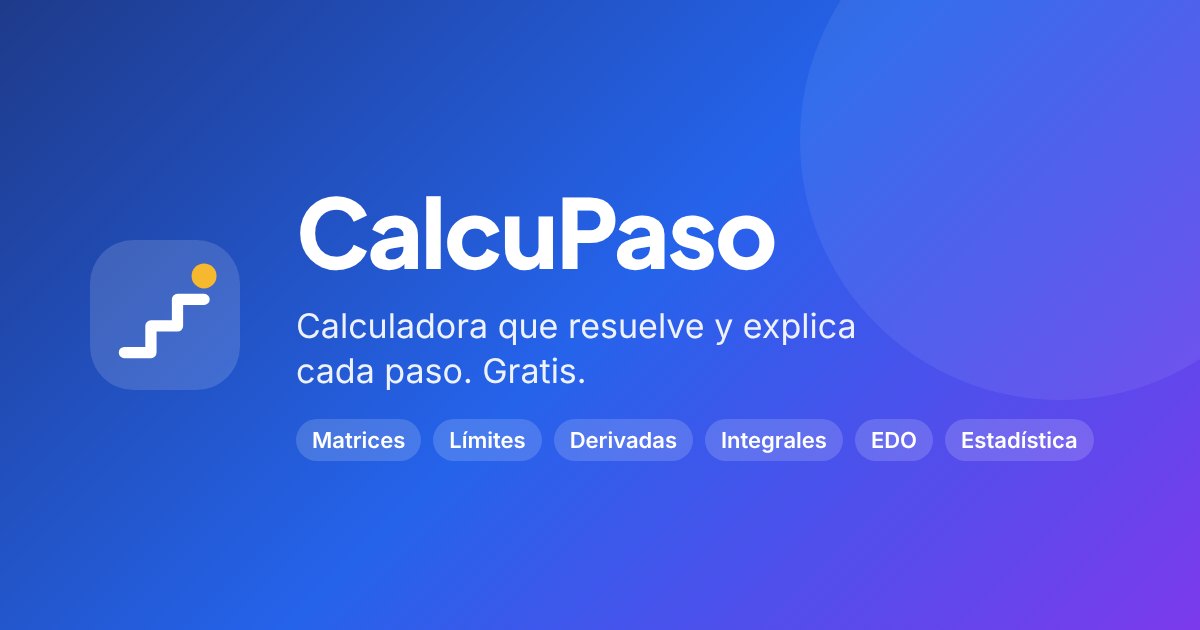 CalcuPaso
Calculadora que resuelve y explica
cada paso. Gratis.
Matrices Límites Derivadas Integrales EDO Estadística